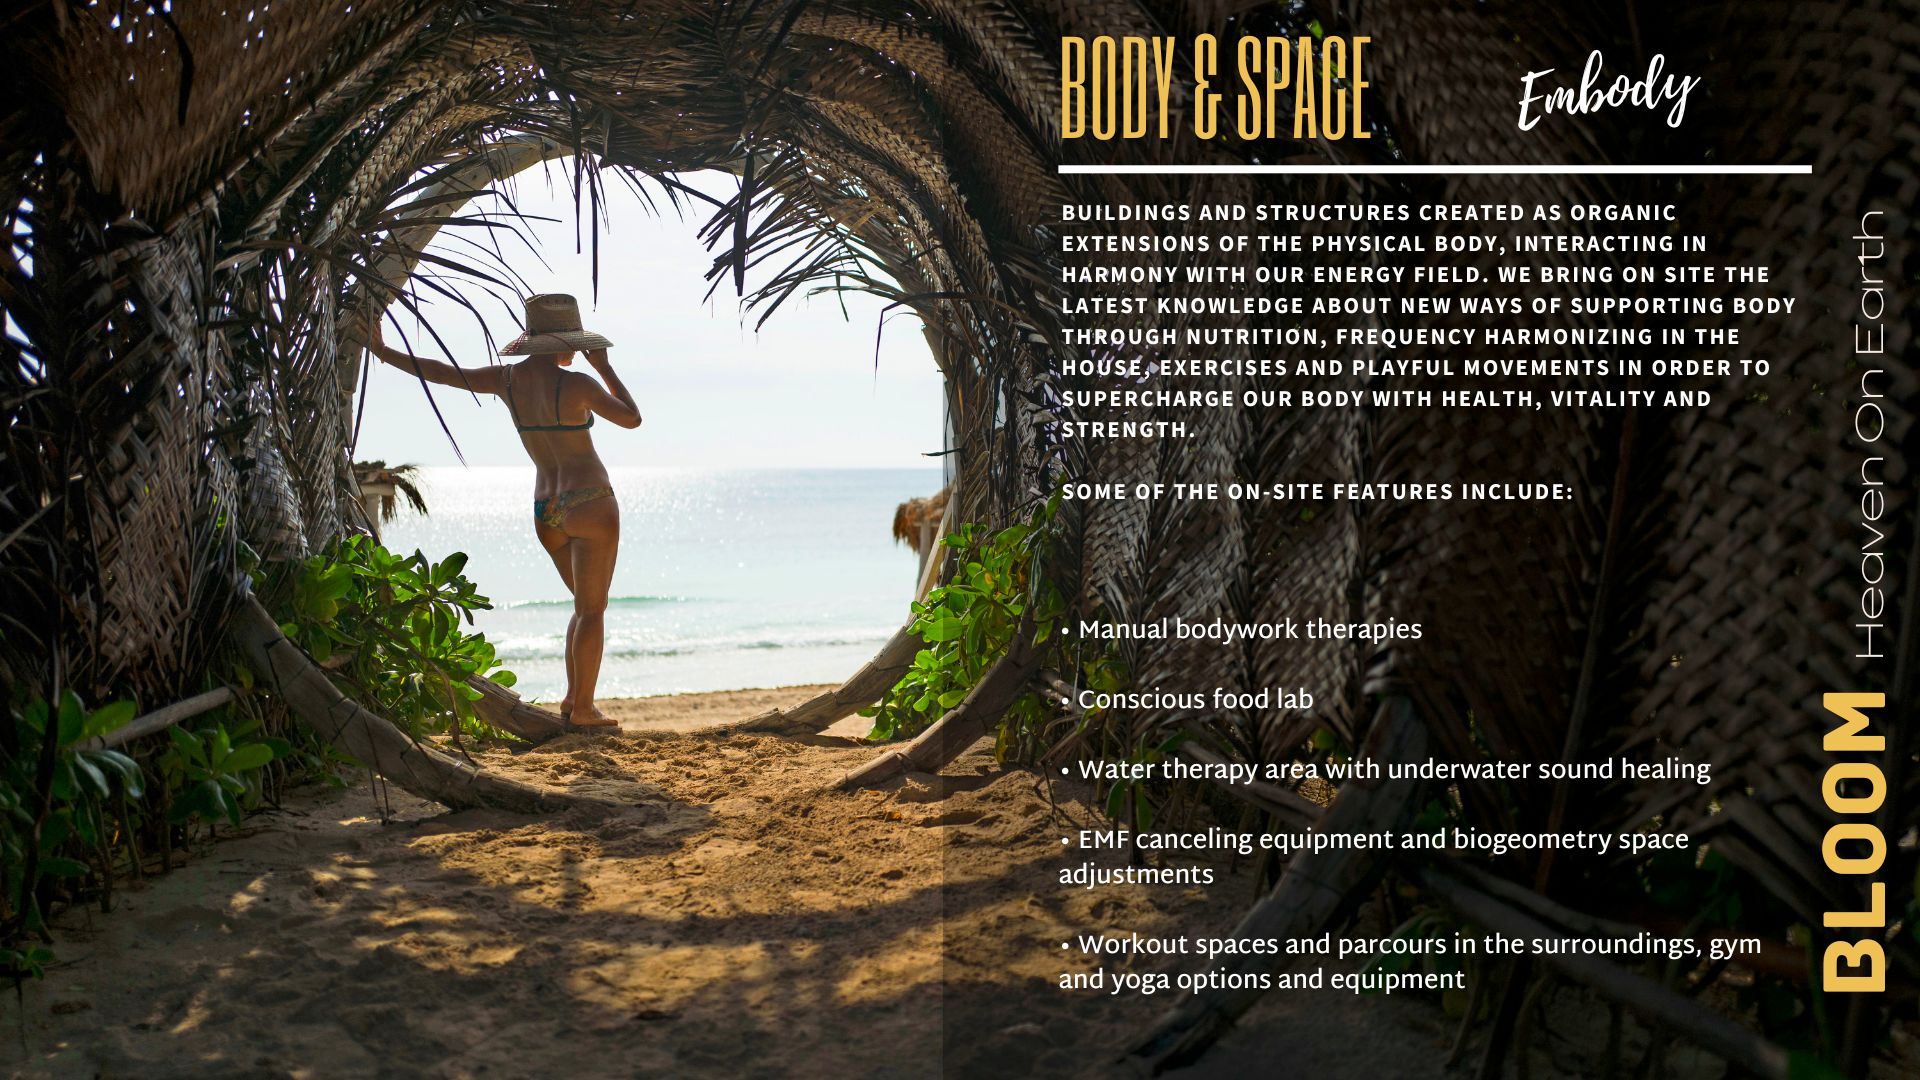 BODY & SPACE
Embody
BUILDINGS AND STRUCTURES CREATED AS ORGANIC
EXTENSIONS OF THE PHYSICAL BODY, INTERACTING IN
HARMONY WITH OUR ENERGY FIELD. WE BRING ON SITE THE
LATEST KNOWLEDGE ABOUT NEW WAYS OF SUPPORTING BODY
THROUGH NUTRITION, FREQUENCY HARMONIZING IN THE
HOUSE, EXERCISES AND PLAYFUL MOVEMENTS IN ORDER TO
SUPERCHARGE OUR BODY WITH HEALTH, VITALITY AND
STRENGTH.
SOME OF THE ON-SITE FEATURES INCLUDE:
• Manual bodywork therapies
• Conscious food lab
• Water therapy area with underwater sound healing
• EMF canceling equipment and biogeometry space
adjustments
• Workout spaces and parcours in the surroundings, gym
and yoga options and equipment
BLOOM Heaven On Earth